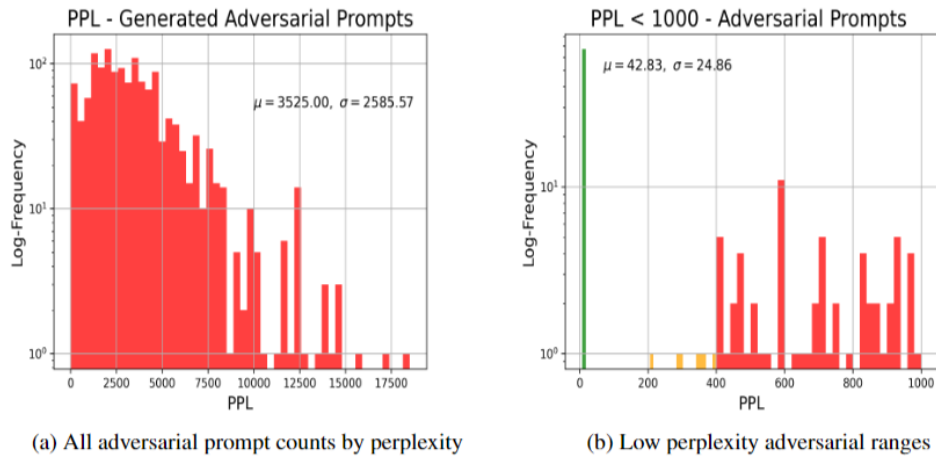 PPL - Generated Adversarial Prompts
μ = 3525.00, σ = 2585.57
Log-Frequency
10²
10¹
10⁰
0 2500 5000 7500 10000 12500 15000 17500
PPL
(a) All adversarial prompt counts by perplexity
PPL < 1000 - Adversarial Prompts
μ = 42.83, σ = 24.86
Log-Frequency
10¹
10⁰
0 200 400 600 800 1000
PPL
(b) Low perplexity adversarial ranges